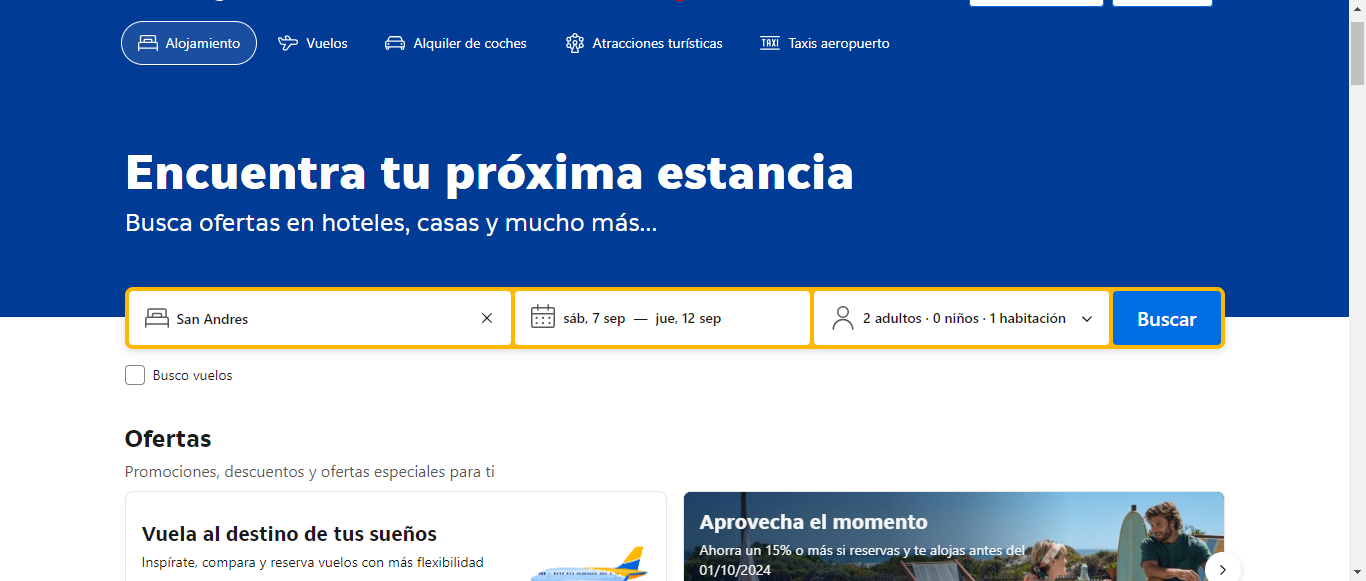 Alojamiento Vuelos Alquiler de coches Atracciones turísticas TAXI Taxis aeropuerto
Encuentra tu próxima estancia
Busca ofertas en hoteles, casas y mucho más...
San Andres sáb, 7 sep — jue, 12 sep 2 adultos · 0 niños · 1 habitación Buscar
Busco vuelos
Ofertas
Promociones, descuentos y ofertas especiales para ti
Vuela al destino de tus sueños
Inspírate, compara y reserva vuelos con más flexibilidad
Aprovecha el momento
Ahorra un 15% o más si reservas y te alojas antes del
01/10/2024